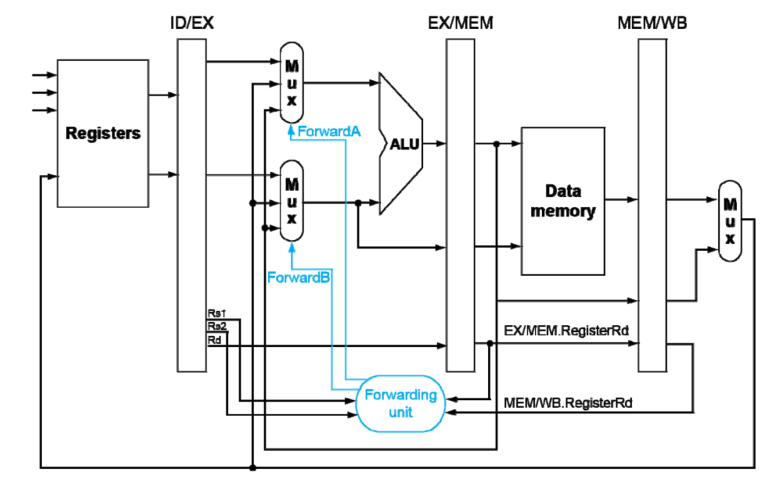 ID/EX
EX/MEM
MEM/WB
Registers
M
u
x
ForwardA
ALU
Data
memory
M
u
x
M
u
x
ForwardB
Rs1
Rs2
Rd
EX/MEM.RegisterRd
Forwarding
unit
MEM/WB.RegisterRd